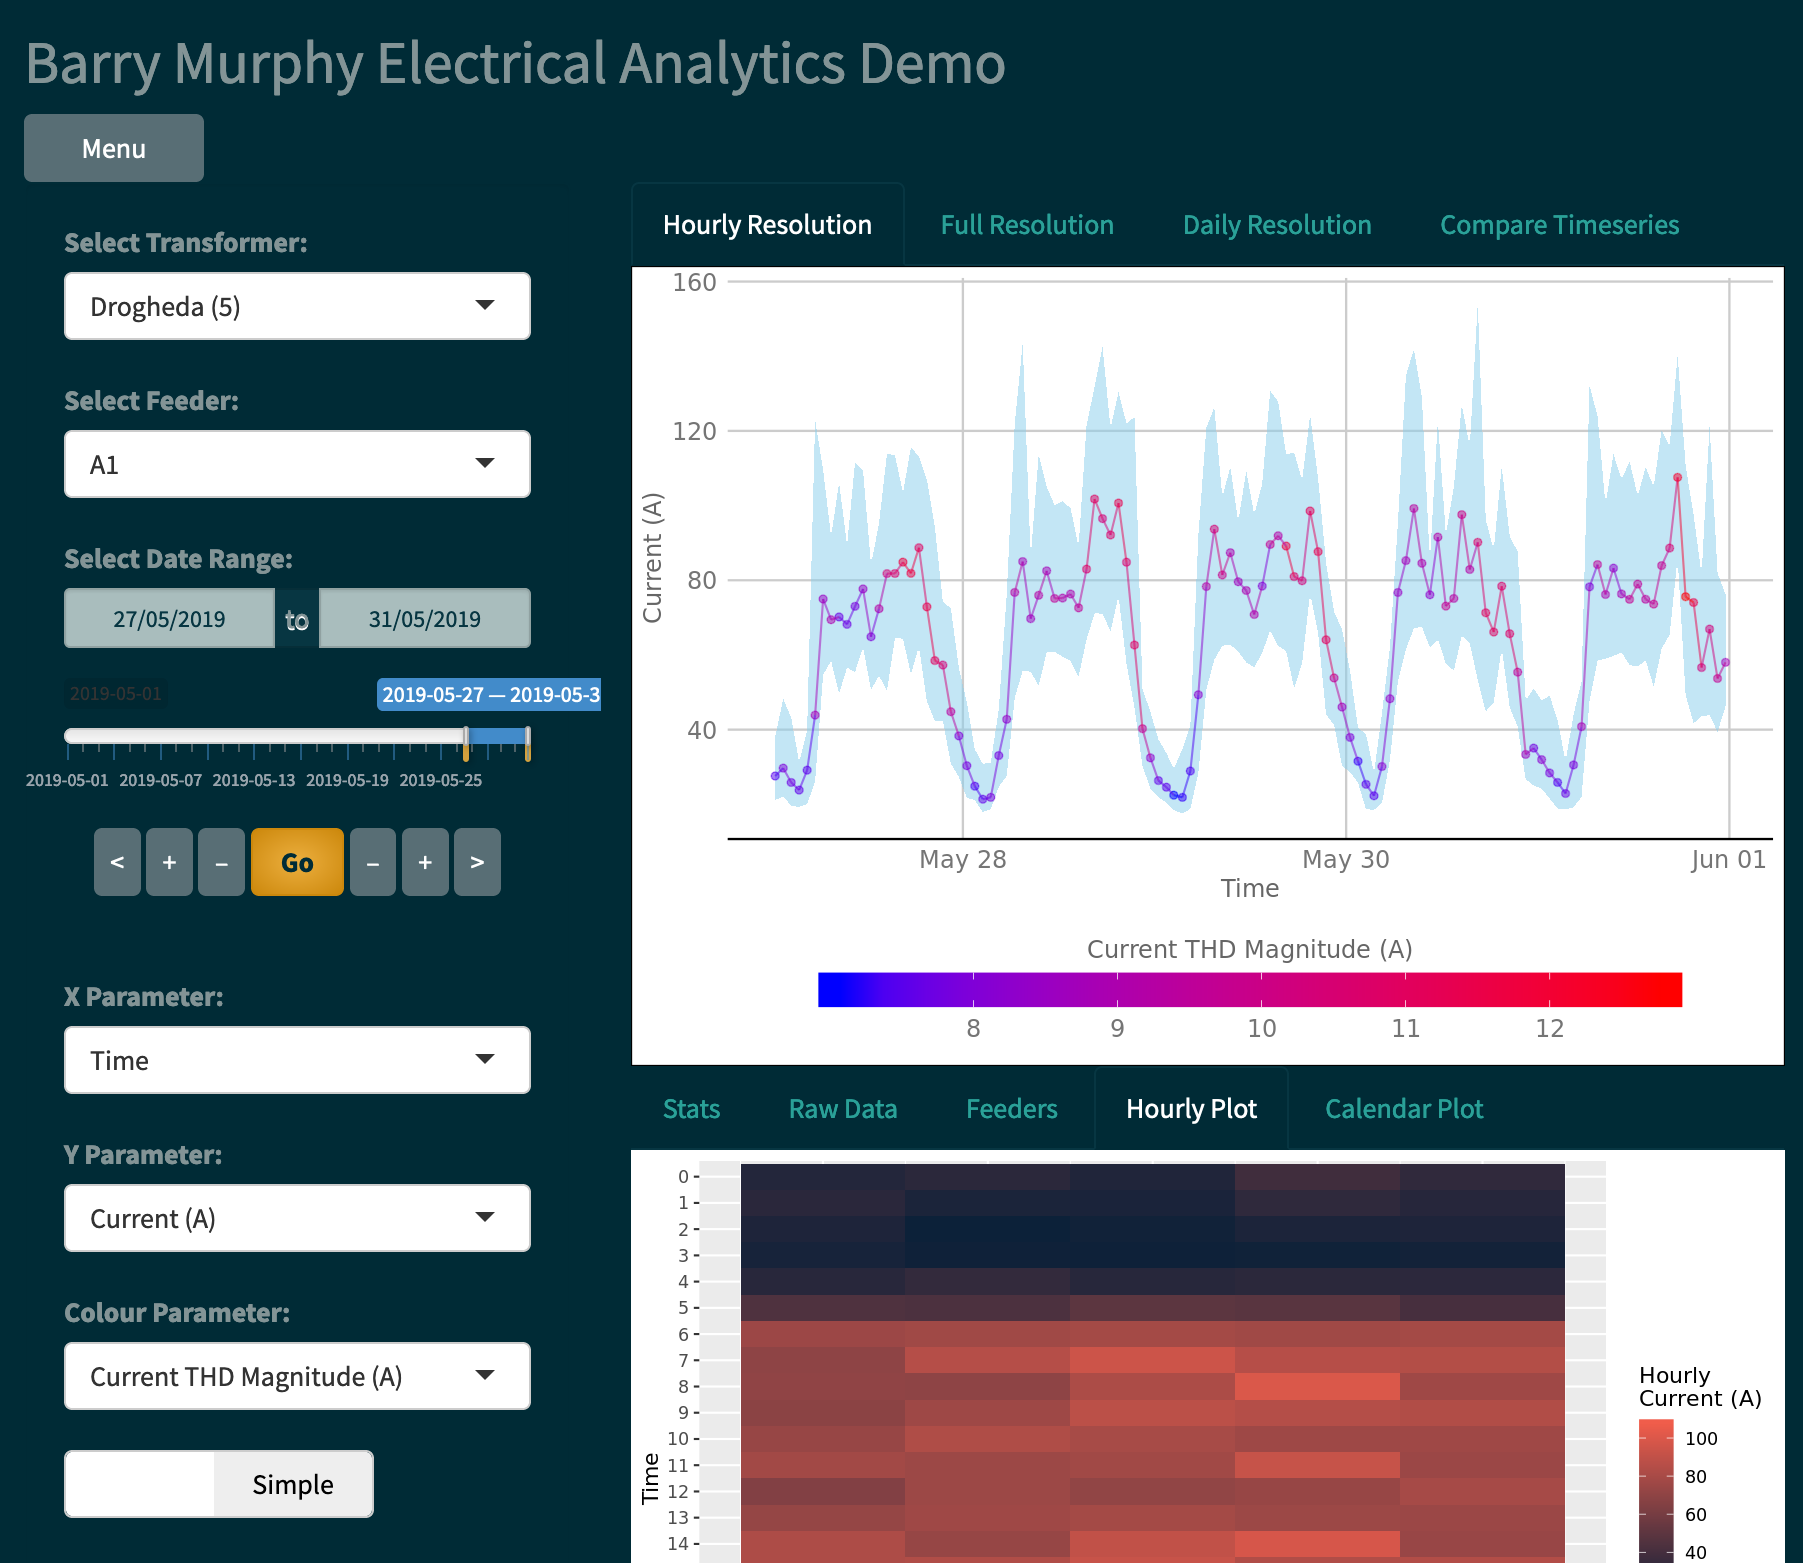 Barry Murphy Electrical Analytics Demo
Menu
Select Transformer:
Drogheda (5)
Select Feeder:
A1
Select Date Range:
27/05/2019 to 31/05/2019
2019-05-01 2019-05-27 — 2019-05-3
2019-05-01 2019-05-07 2019-05-13 2019-05-19 2019-05-25
< + – Go – + >
X Parameter:
Time
Y Parameter:
Current (A)
Colour Parameter:
Current THD Magnitude (A)
Simple
Hourly Resolution Full Resolution Daily Resolution Compare Timeseries
160
120
80
40
Current (A)
May 28 May 30 Jun 01
Time
Current THD Magnitude (A)
8 9 10 11 12
Stats Raw Data Feeders Hourly Plot Calendar Plot
0
1
2
3
4
5
6
7
8
9
10
11
12
13
14
Time
Hourly
Current (A)
100
80
60
40